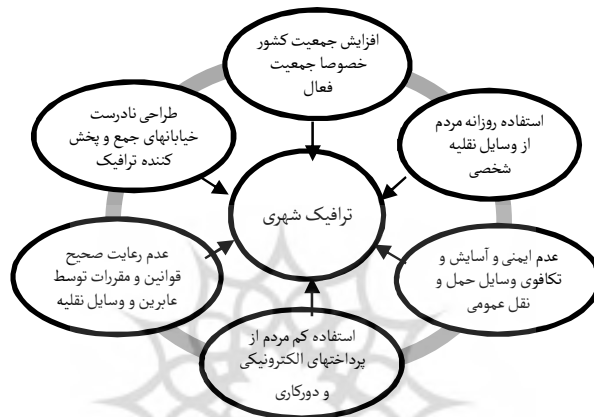 افزایش جمعیت کشور
خصوصا جمعیت
فعال
استفاده روزانه مردم
از وسایل نقلیه
شخصی
طراحی نادرست
خیابانهای جمع و پخش
کننده ترافیک
ترافیک شهری
عدم ایمنی و آسایش و
تکافوی وسایل حمل و
نقل عمومی
عدم رعایت صحیح
قوانین و مقررات توسط
عابرین و وسایل نقلیه
استفاده کم مردم از
پرداختهای الکترونیکی
و دورکاری